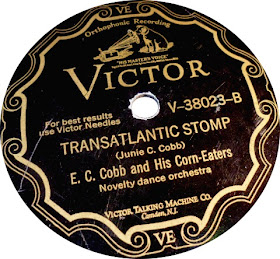 VE
Orthophonic Recording
"HIS MASTER'S VOICE"
VICTOR
For best results
use Victor Needles
V-38023-B
TRANSATLANTIC STOMP
(Junie C. Cobb)
E. C. Cobb and His Corn-Eaters
Novelty dance orchestra
VICTOR TALKING MACHINE CO.
Camden, N.J.
VE